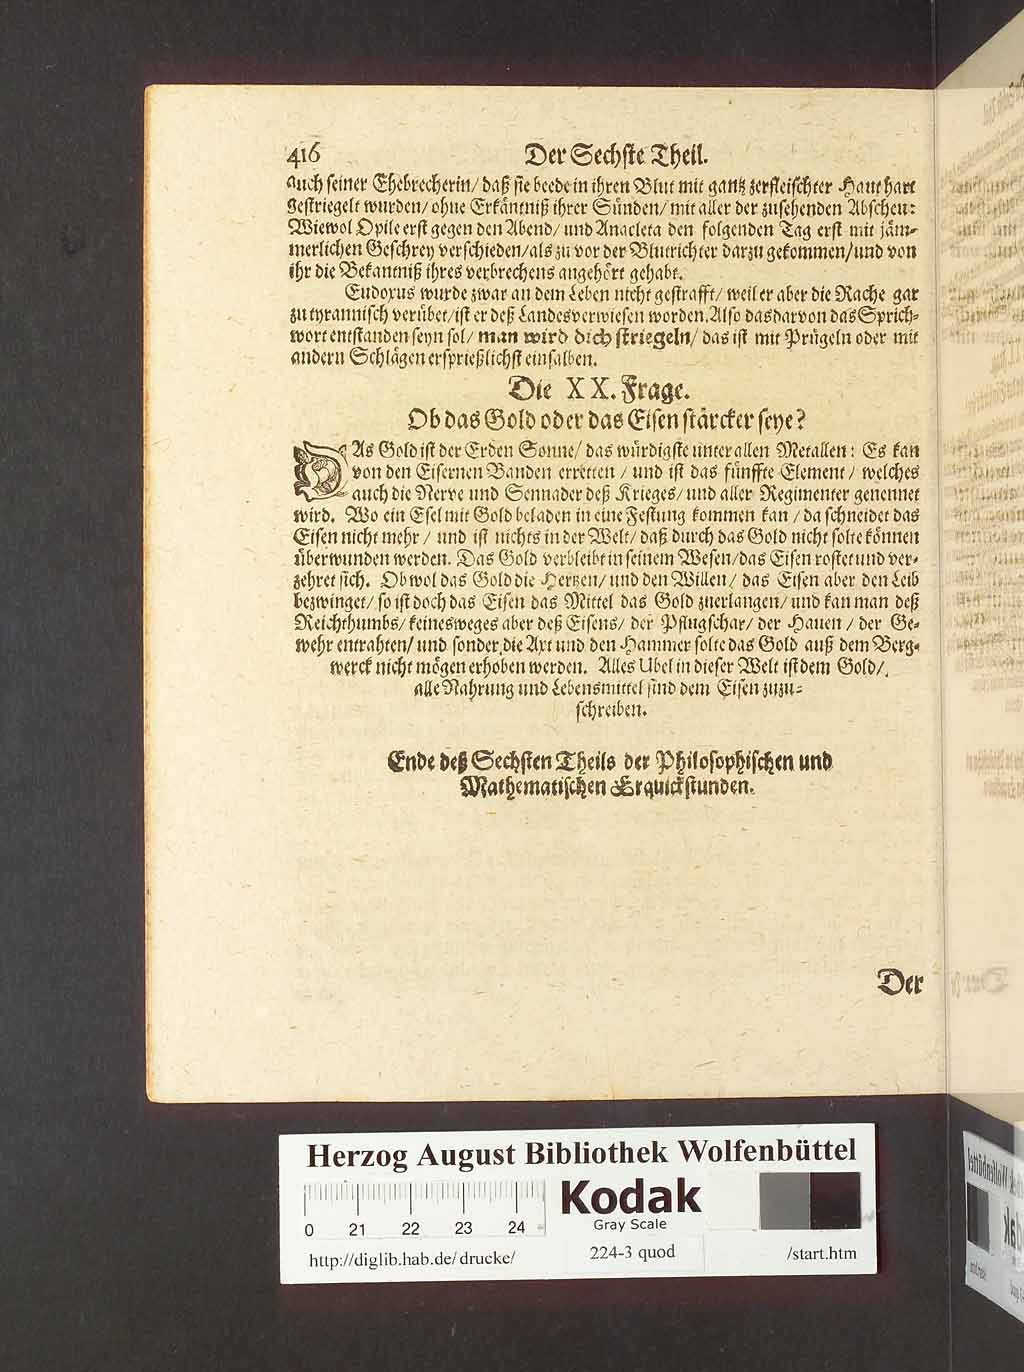 416 Der Sechste Theil.
auch seiner Ehebrecherin/ daß sie beede in ihren Blut mit gantz zerfleischter Haut hart
gestriegelt wurden/ ohne Erkäntniß ihrer Sünden/ mit aller der zusehenden Abscheu:
Wiewol Opile erst gegen den Abend/ und Anacleta den folgenden Tag erst mit jäm-
merlichen Geschrey verschieden/ als zu vor der Blutrichter darzu gekommen/ und von
ihr die Bekantniß ihres verbrechens angehört gehabt.
Eudoxus wurde zwar an dem Leben nicht gestrafft/ weil er aber die Rache gar
zu tyrannisch verübet/ ist er deß Landes verwiesen worden. Also das darvon das Sprich-
wort entstanden seyn sol/ man wird dich striegeln/ das ist mit Prügeln oder mit
andern Schlägen ersprießlichst einsalben.
Die XX. Frage.
Ob das Gold oder das Eisen stärcker seye?
DAs Gold ist der Erden Sonne/ das würdigste unter allen Metallen: Es kan
von den Eisernen Banden erretten/ und ist das fünffte Element/ welches
auch die Nerve und Sennader deß Krieges/ und aller Regimenter genennet
wird. Wo ein Esel mit Gold beladen in eine Festung kommen kan/ da schneidet das
Eisen nicht mehr/ und ist nichts in der Welt/ daß durch das Gold nicht solte können
überwunden werden. Das Gold verbleibt in seinem Wesen/ das Eisen rostet und ver-
zehret sich. Ob wol das Gold die Hertzen/ und den Willen/ das Eisen aber den Leib
bezwinget/ so ist doch das Eisen das Mittel das Gold zuerlangen/ und kan man deß
Reichthumbs/ keinesweges aber deß Eisens/ der Pflugschar/ der Hauen/ der Ge-
wehr entrahten/ und sonder die Axt und den Hammer solte das Gold auß dem Berg-
werck nicht mögen erhoben werden. Alles Ubel in dieser Welt ist dem Gold/
alle Nahrung und Lebensmittel sind dem Eisen zuzu-
schreiben.
Ende deß Sechsten Theils der Philosophischen und
Mathematischen Erquickstunden.
Der
Herzog August Bibliothek Wolfenbüttel
0 21 22 23 24
Kodak
Gray Scale
http://diglib.hab.de/drucke/ 224-3 quod /start.htm